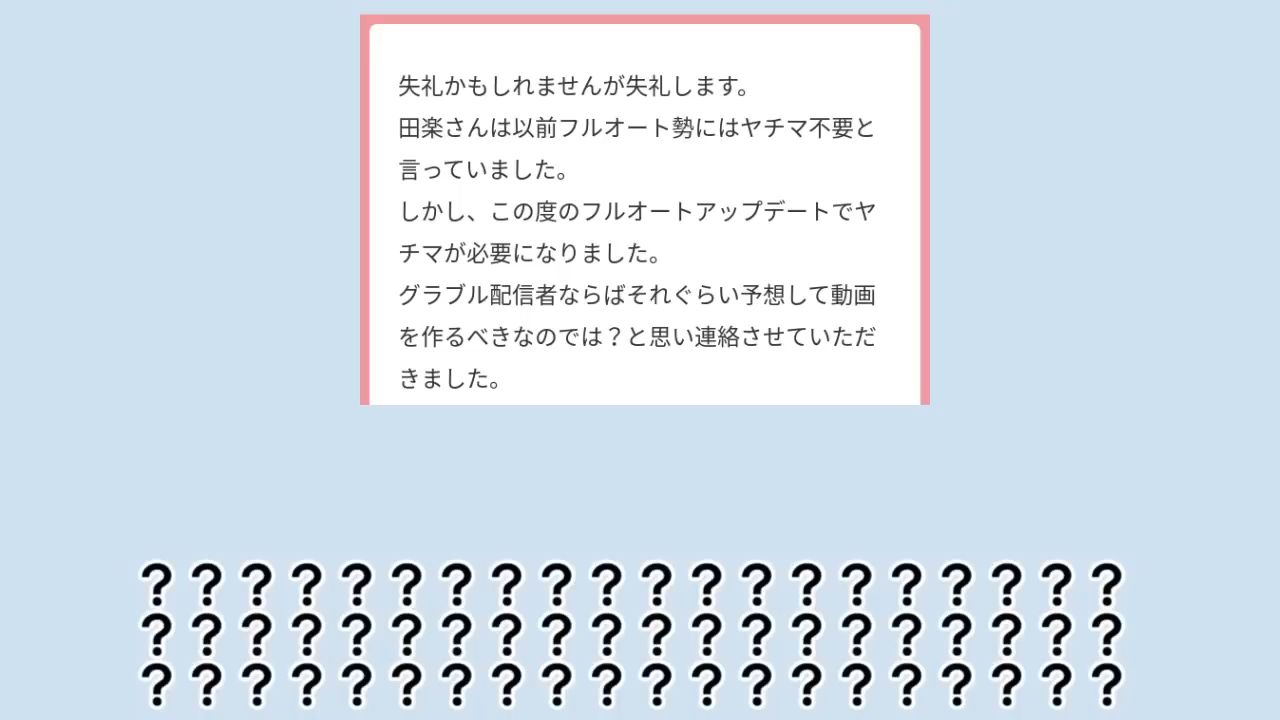 失礼かもしれませんが失礼します。
田楽さんは以前フルオート勢にはヤチマ不要と
言っていました。
しかし、この度のフルオートアップデートでヤ
チマが必要になりました。
グラブル配信者ならばそれぐらい予想して動画
を作るべきなのでは？と思い連絡させていただ
きました。
？？？？？？？？？？？？？？？？？？？？
？？？？？？？？？？？？？？？？？？？？
？？？？？？？？？？？？？？？？？？？？